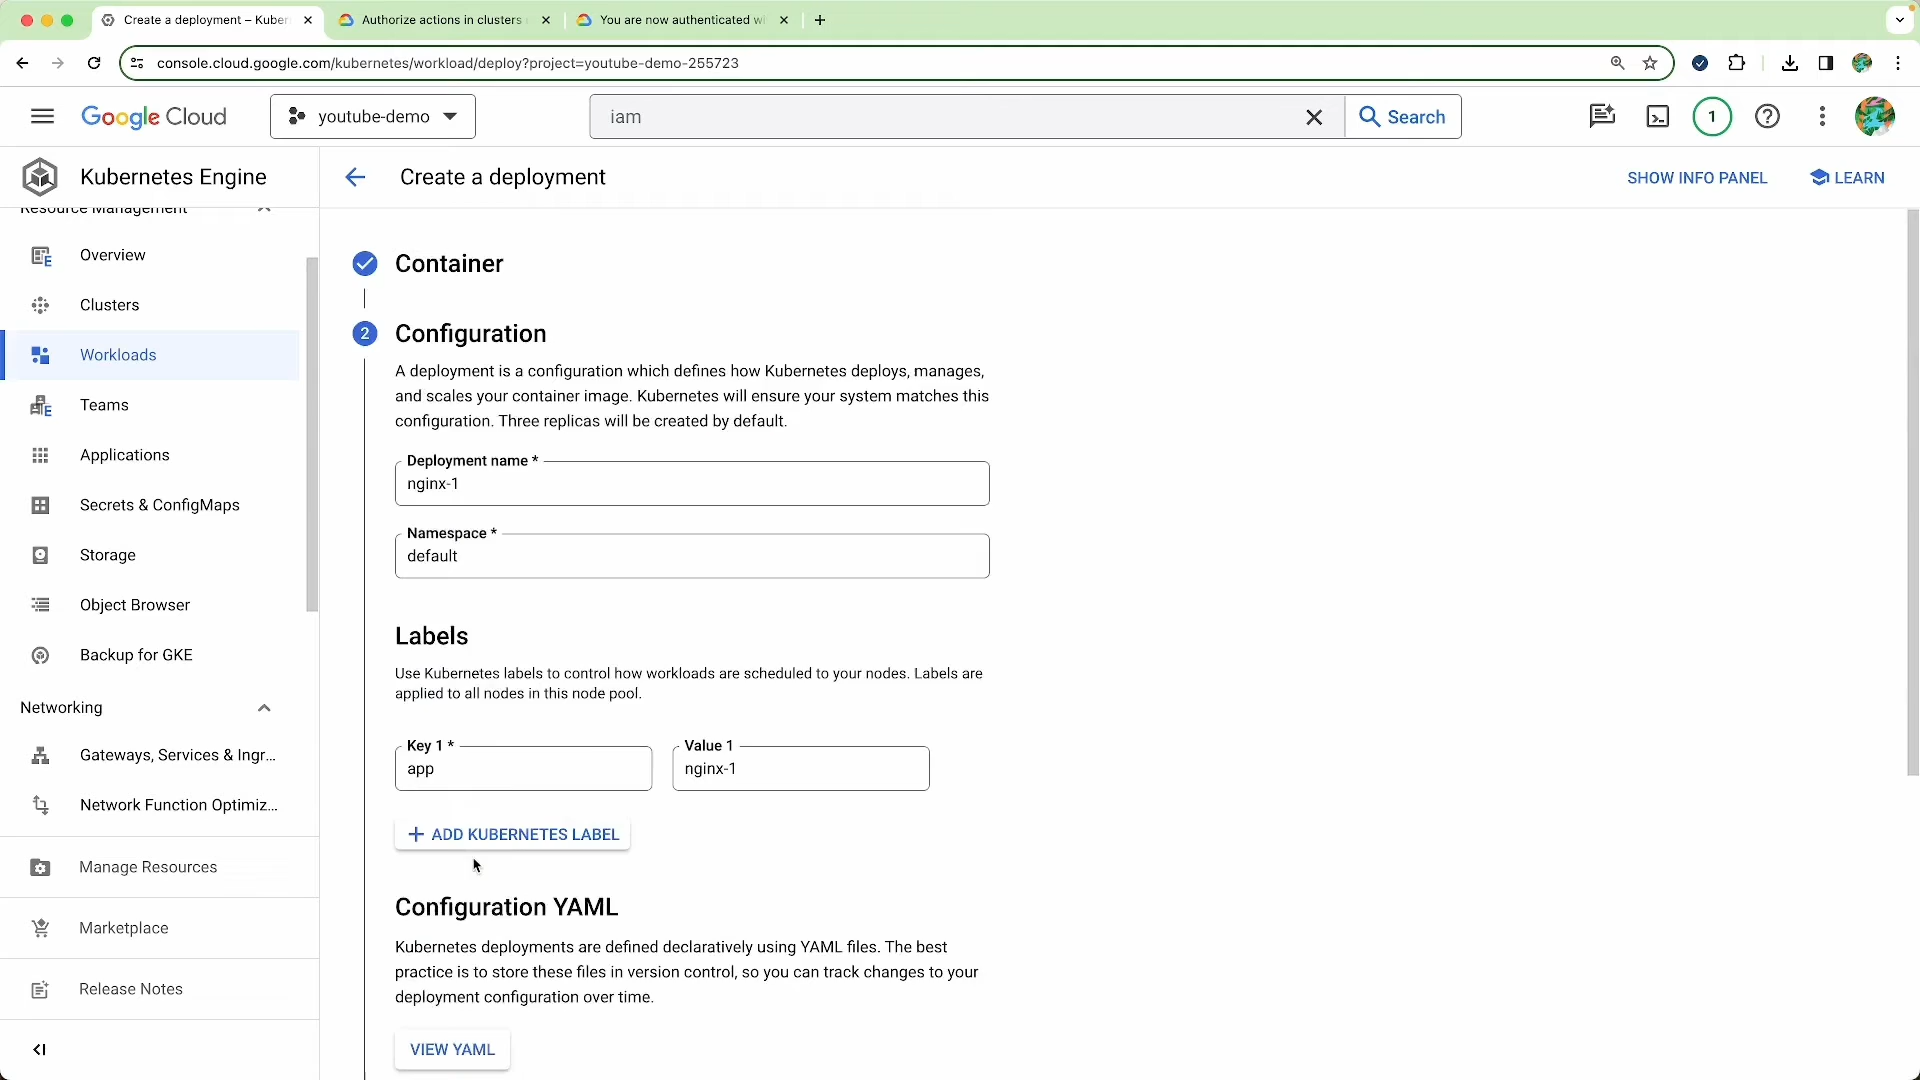 Create a deployment – Kuber
Authorize actions in clusters
You are now authenticated wi
console.cloud.google.com/kubernetes/workload/deploy?project=youtube-demo-255723
Google Cloud
youtube-demo
iam
Search
1
Kubernetes Engine
Create a deployment
SHOW INFO PANEL
LEARN
Resource Management
Overview
Clusters
Workloads
Teams
Applications
Secrets & ConfigMaps
Storage
Object Browser
Backup for GKE
Networking
Gateways, Services & Ingr...
Network Function Optimiz...
Manage Resources
Marketplace
Release Notes
Container
2 Configuration
A deployment is a configuration which defines how Kubernetes deploys, manages,
and scales your container image. Kubernetes will ensure your system matches this
configuration. Three replicas will be created by default.
Deployment name *
nginx-1
Namespace *
default
Labels
Use Kubernetes labels to control how workloads are scheduled to your nodes. Labels are
applied to all nodes in this node pool.
Key 1 *
app
Value 1
nginx-1
ADD KUBERNETES LABEL
Configuration YAML
Kubernetes deployments are defined declaratively using YAML files. The best
practice is to store these files in version control, so you can track changes to your
deployment configuration over time.
VIEW YAML